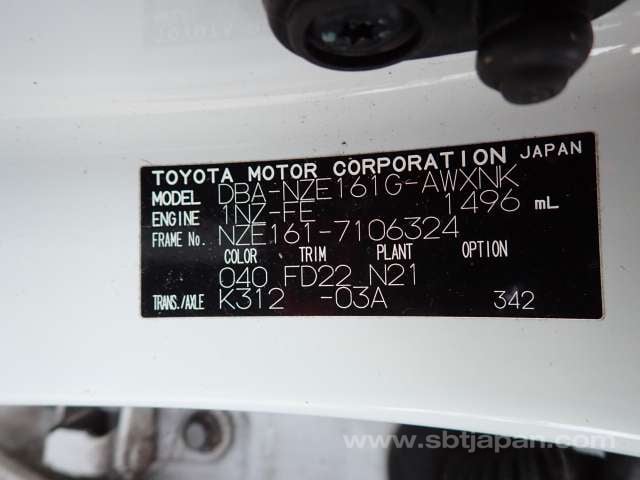 TOYOTA MOTOR CORPORATION JAPAN
MODEL DBA-NZE161G-AWXNK
ENGINE 1NZ-FE 1496 mL
FRAME No. NZE161-7106324
COLOR TRIM PLANT OPTION
040 FD22 N21
TRANS./AXLE K312 -03A 342
www.sbtjapan.com